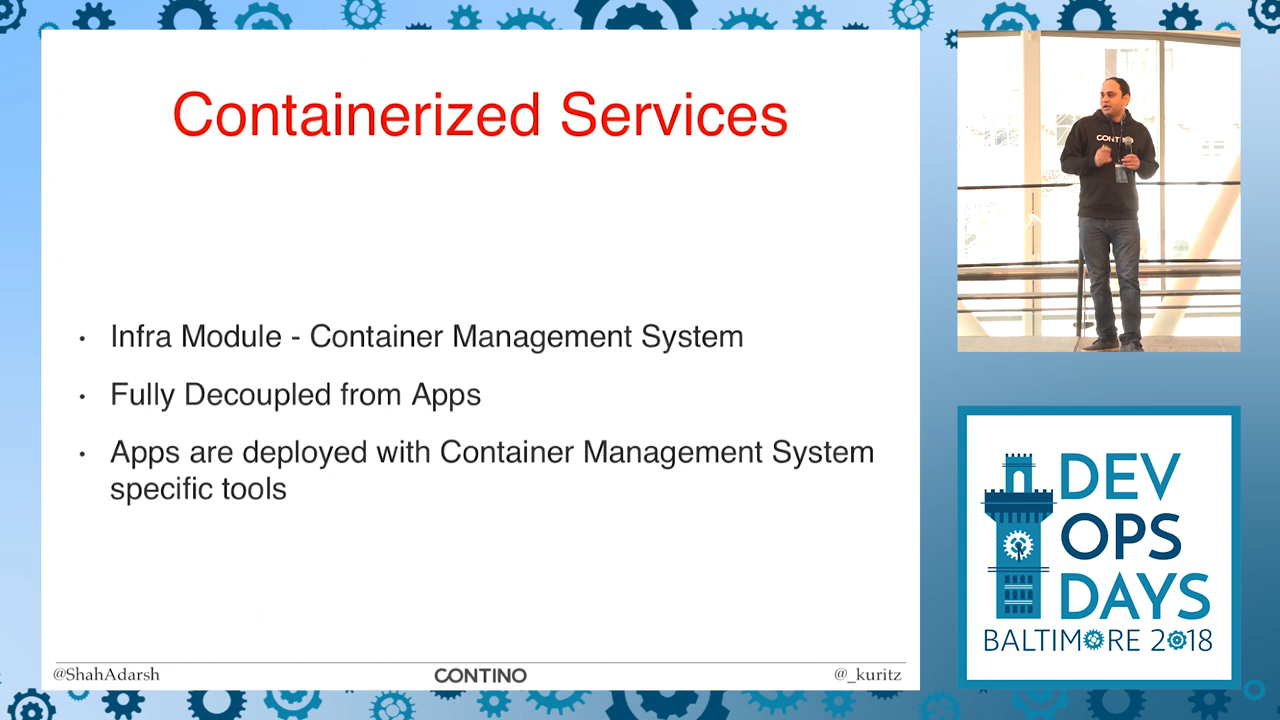 Containerized Services
• Infra Module - Container Management System
• Fully Decoupled from Apps
• Apps are deployed with Container Management System
specific tools
@ShahAdarsh
CONTINO
@_kuritz
DEV
OPS
DAYS
BALTIMORE 2018